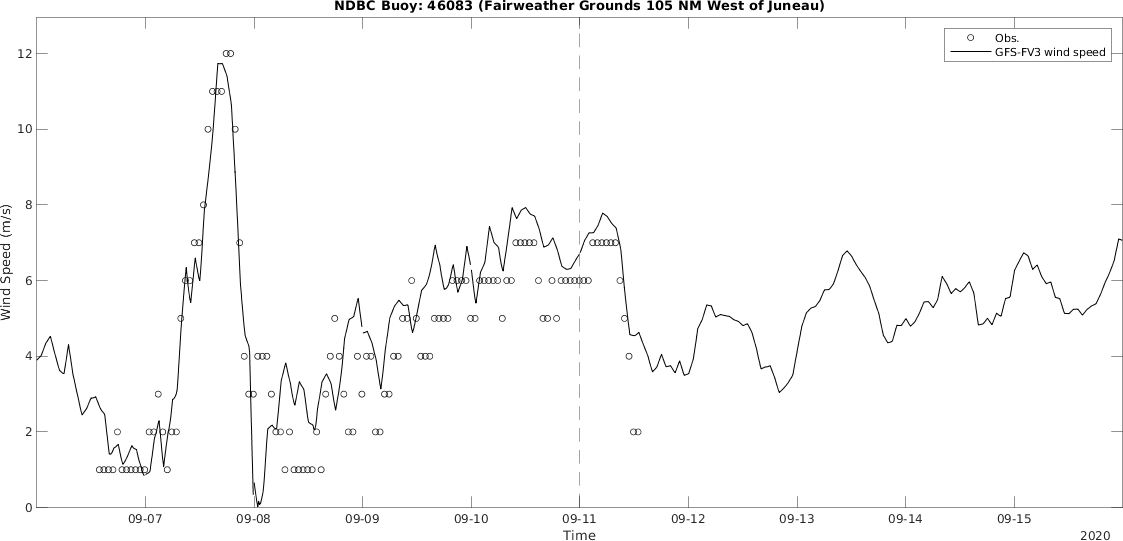 NDBC Buoy: 46083 (Fairweather Grounds 105 NM West of Juneau)
Obs.
GFS-FV3 wind speed
Wind Speed (m/s)
12
10
8
6
4
2
0
09-07 09-08 09-09 09-10 09-11 09-12 09-13 09-14 09-15
Time
2020